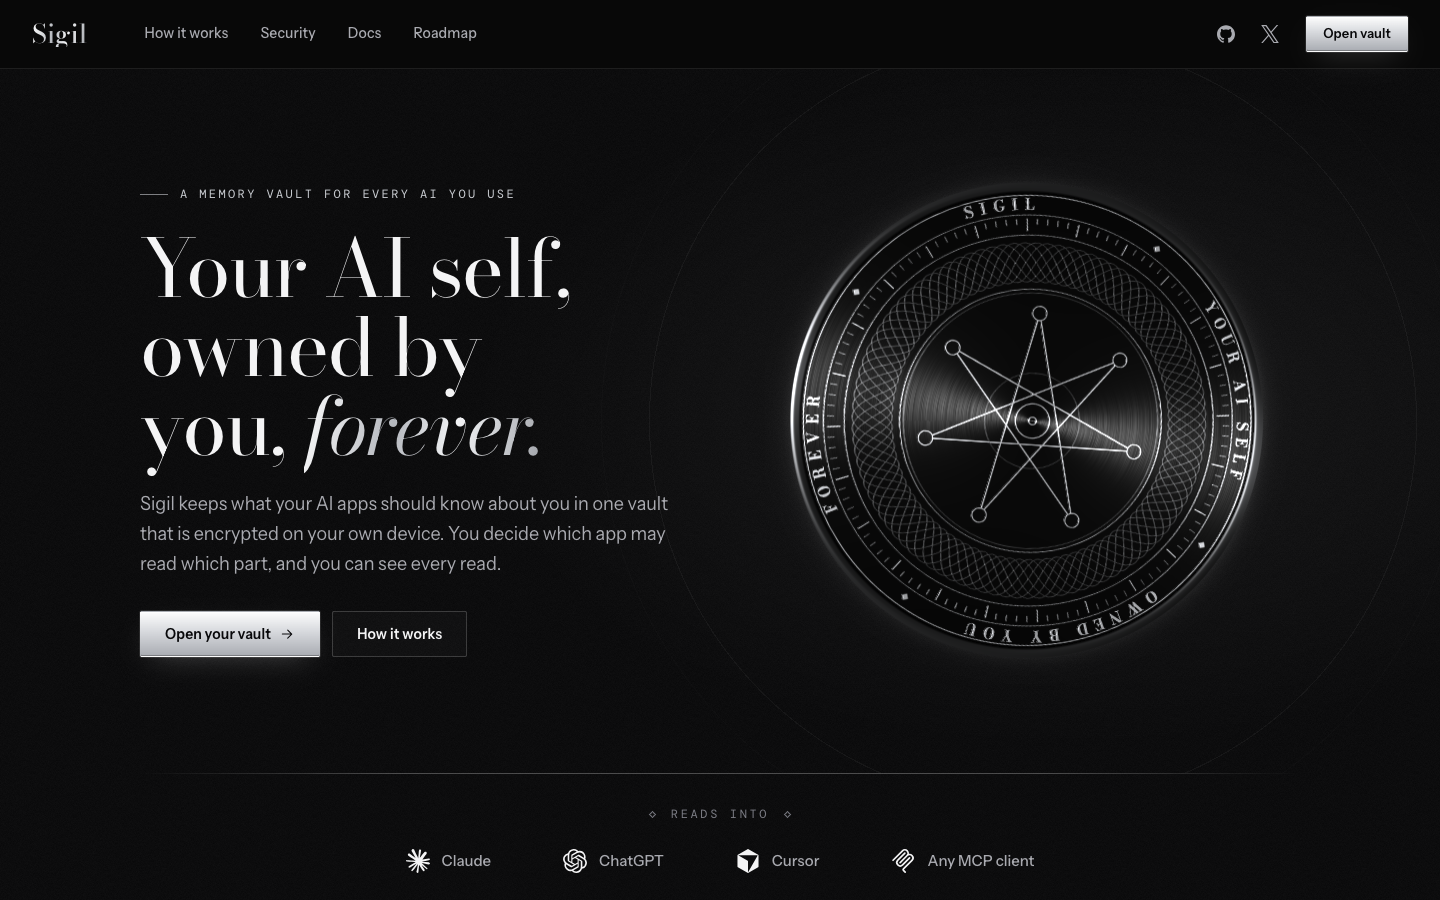 Sigil
How it works
Security
Docs
Roadmap
Open vault
A MEMORY VAULT FOR EVERY AI YOU USE
Your AI self,
owned by
you, forever.
Sigil keeps what your AI apps should know about you in one vault
that is encrypted on your own device. You decide which app may
read which part, and you can see every read.
Open your vault →
How it works
SIGIL
YOUR AI SELF
OWNED BY YOU
FOREVER
READS INTO
Claude
ChatGPT
Cursor
Any MCP client